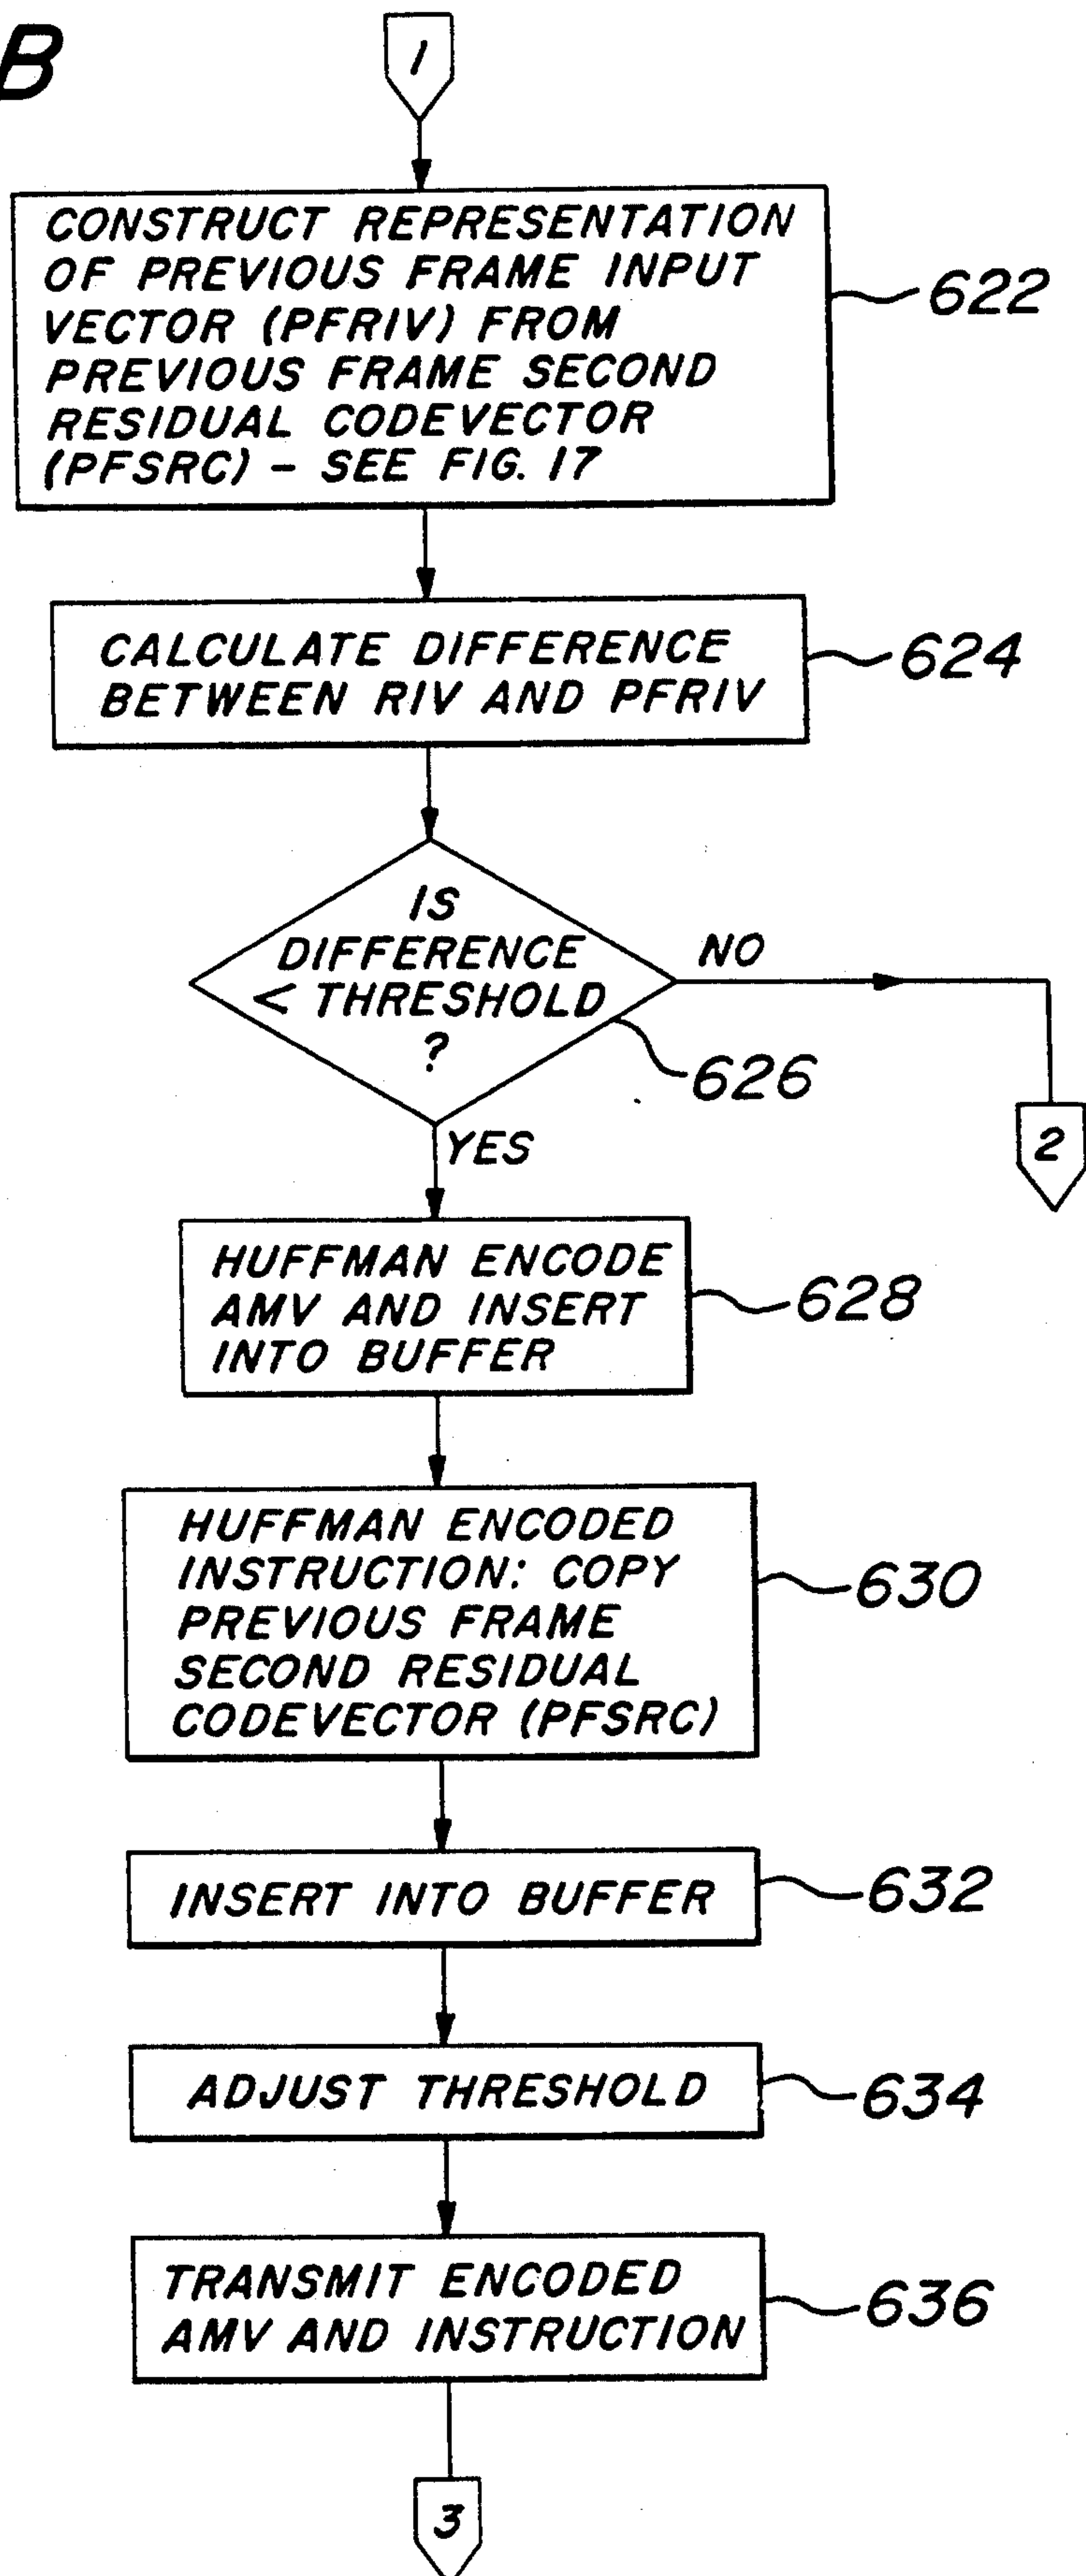 B
1
CONSTRUCT REPRESENTATION
OF PREVIOUS FRAME INPUT
VECTOR (PFRIV) FROM
PREVIOUS FRAME SECOND
RESIDUAL CODEVECTOR
(PFSRC) - SEE FIG. 17
622
CALCULATE DIFFERENCE
BETWEEN RIV AND PFRIV
624
IS
DIFFERENCE
< THRESHOLD
?
NO
626
2
YES
HUFFMAN ENCODE
AMV AND INSERT
INTO BUFFER
628
HUFFMAN ENCODED
INSTRUCTION: COPY
PREVIOUS FRAME
SECOND RESIDUAL
CODEVECTOR (PFSRC)
630
INSERT INTO BUFFER
632
ADJUST THRESHOLD
634
TRANSMIT ENCODED
AMV AND INSTRUCTION
636
3